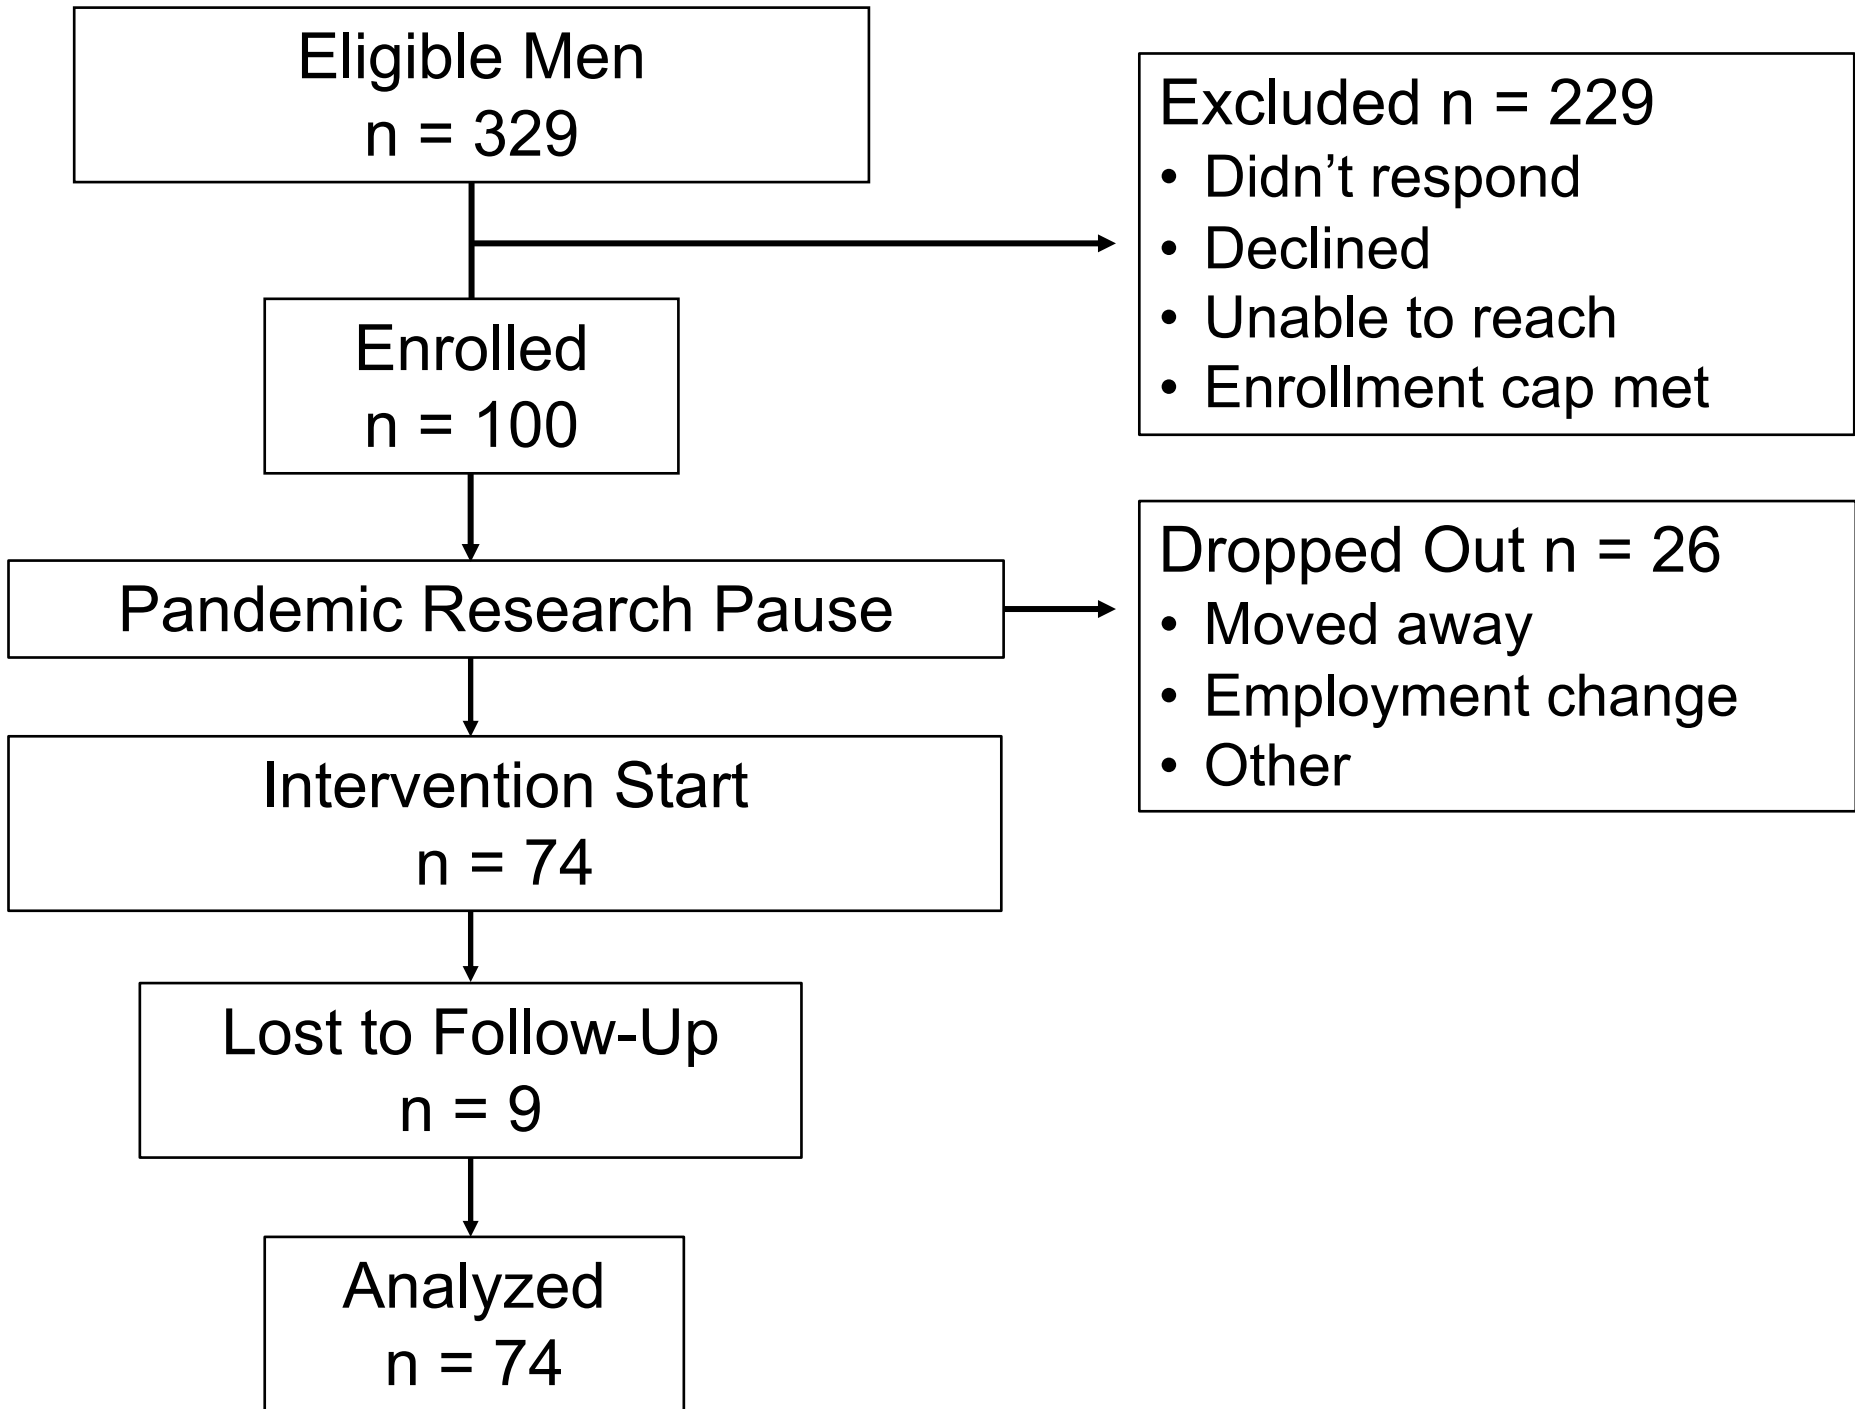 Eligible Men
n = 329
Excluded n = 229
• Didn’t respond
• Declined
• Unable to reach
• Enrollment cap met
Enrolled
n = 100
Pandemic Research Pause
Dropped Out n = 26
• Moved away
• Employment change
• Other
Intervention Start
n = 74
Lost to Follow-Up
n = 9
Analyzed
n = 74